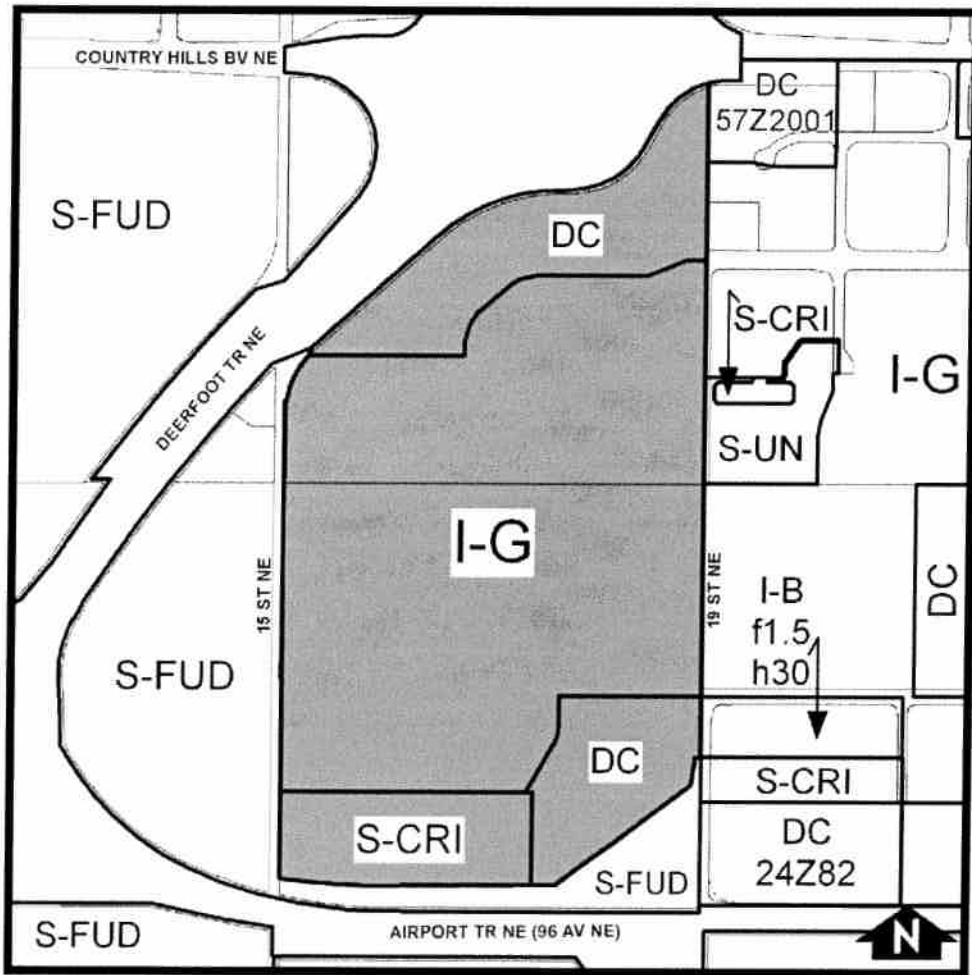 COUNTRY HILLS BV NE
DC
57Z2001
S-FUD
DC
S-CRI
DEERFOOT TR NE
I-G
S-UN
I-G
15 ST NE
19 ST NE
I-B
f1.5
h30
DC
S-FUD
DC
S-CRI
S-CRI
DC
24Z82
S-FUD
S-FUD
AIRPORT TR NE (96 AV NE)
N